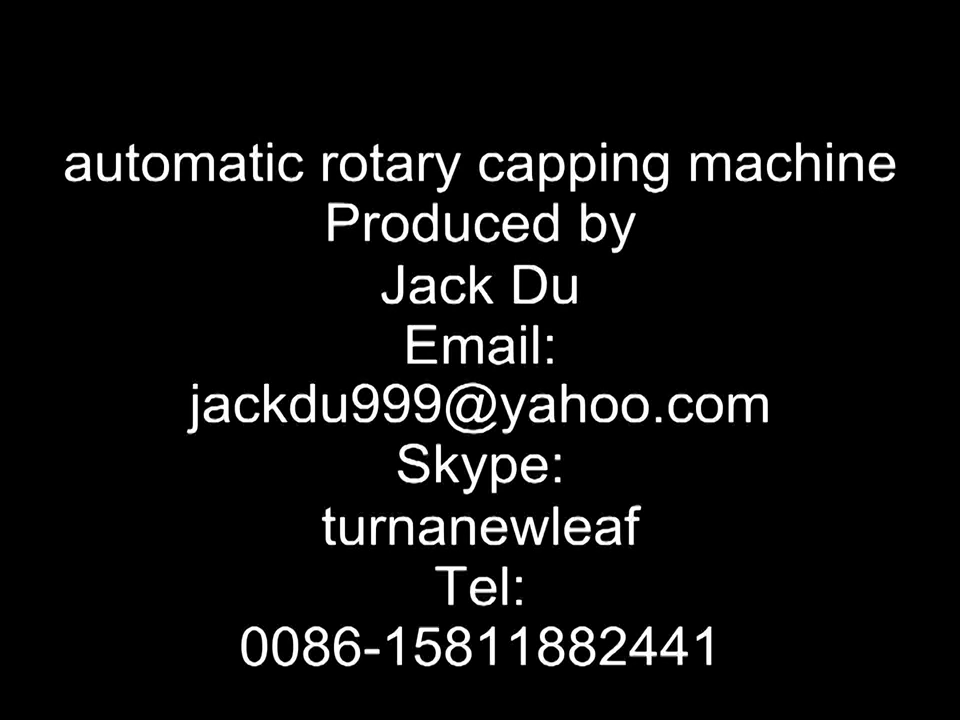 automatic rotary capping machine
Produced by
Jack Du
Email:
jackdu999@yahoo.com
Skype:
turnanewleaf
Tel:
0086-15811882441